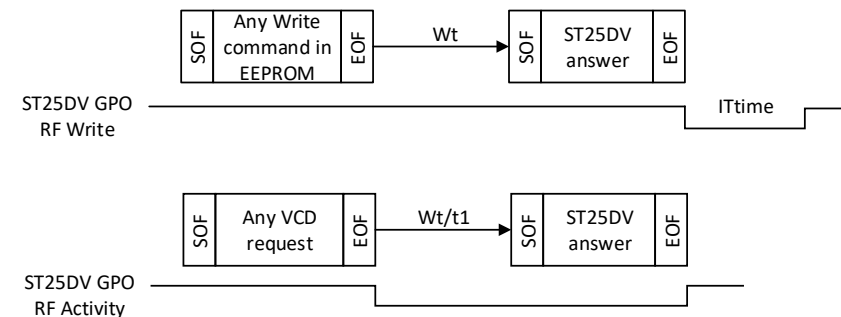 SOF
Any Write
command in
EEPROM
EOF
Wt
SOF
ST25DV
answer
EOF
ST25DV GPO
RF Write
ITtime
SOF
Any VCD
request
EOF
Wt/t1
SOF
ST25DV
answer
EOF
ST25DV GPO
RF Activity